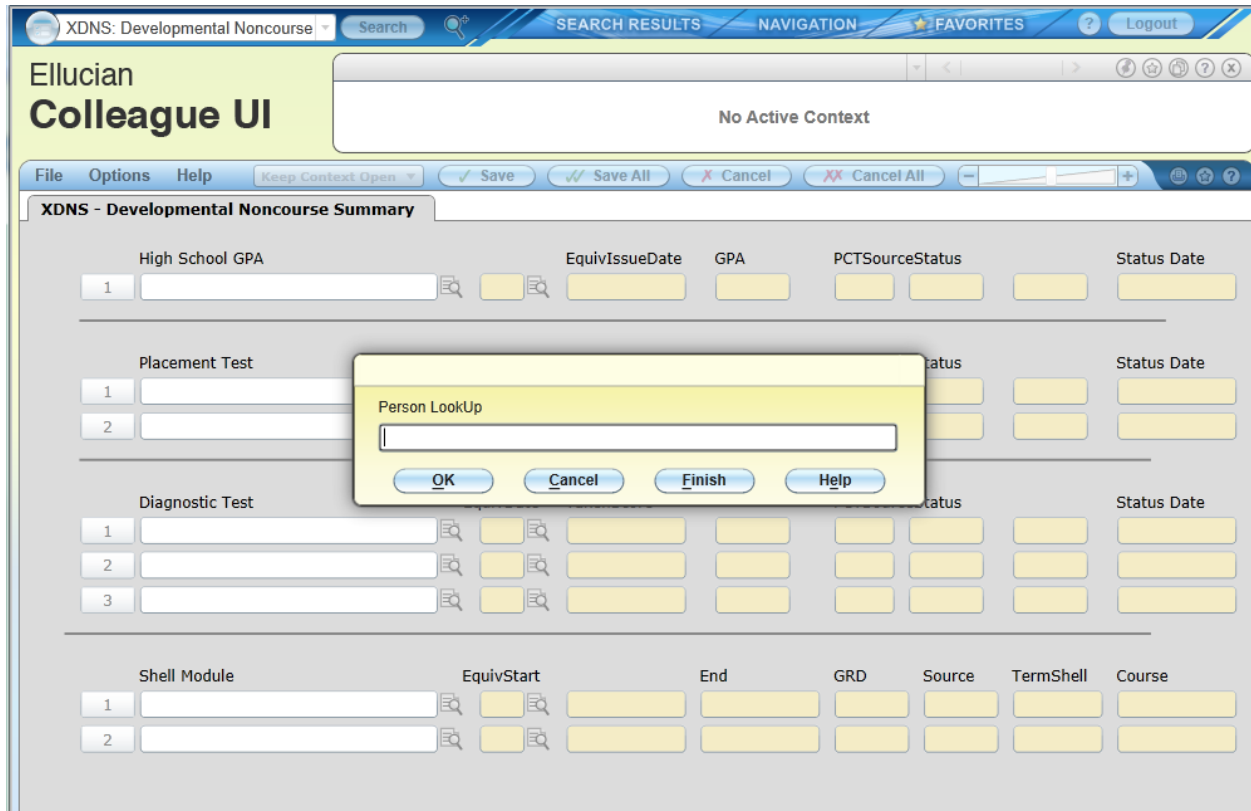 XDNS: Developmental Noncourse Search SEARCH RESULTS NAVIGATION FAVORITES ? Logout
Ellucian
Colleague UI
No Active Context
File Options Help Keep Context Open Save Save All Cancel Cancel All
XDNS - Developmental Noncourse Summary
High School GPA EquivIssueDate GPA PCTSourceStatus Status Date
1
Placement Test Status Date
1
Person LookUp
2
OK Cancel Finish Help
Diagnostic Test Status Date
1
2
3
Shell Module EquivStart End GRD Source TermShell Course
1
2